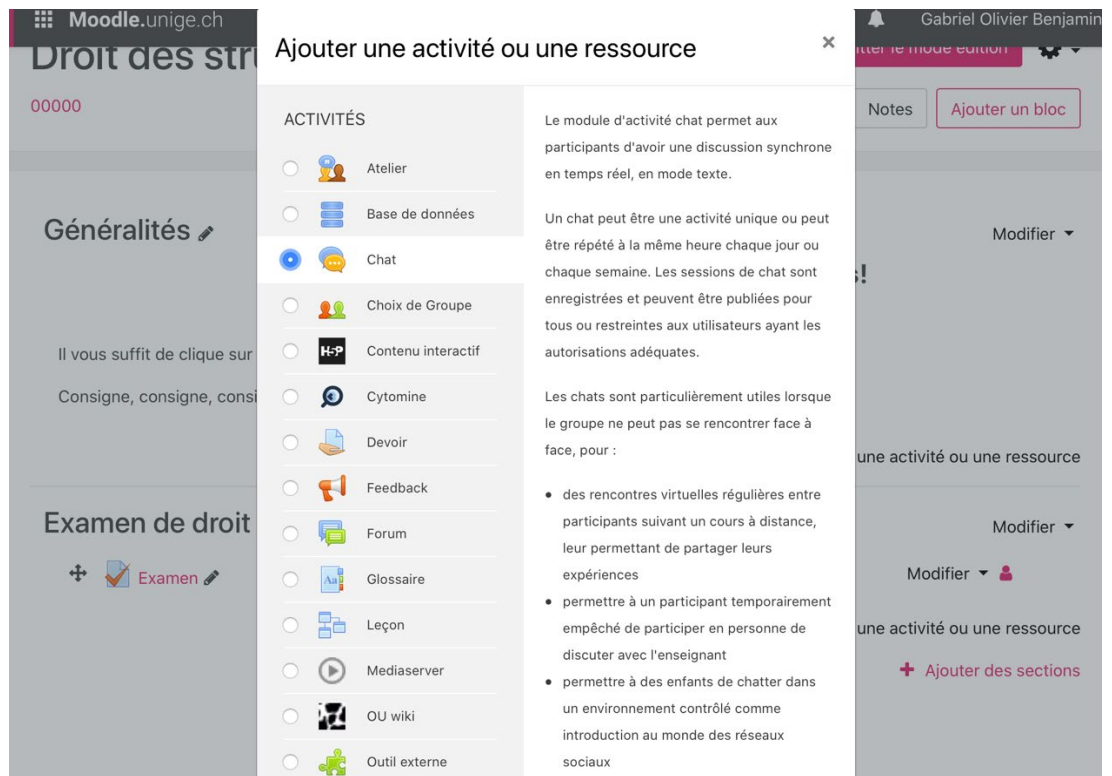 Moodle.unige.ch
Gabriel Olivier Benjamin
Droit des str
Ajouter une activité ou une ressource
×
tter le mode édition
00000
Notes
Ajouter un bloc
Généralités
Modifier
s!
Il vous suffit de clique sur
Consigne, consigne, consi
une activité ou une ressource
Examen de droit
Modifier
Examen
Modifier
une activité ou une ressource
Ajouter des sections
ACTIVITÉS
Atelier
Base de données
Chat
Choix de Groupe
H-P
Contenu interactif
Cytomine
Devoir
Feedback
Forum
Aa
Glossaire
Leçon
Mediaserver
OU wiki
Outil externe
Le module d'activité chat permet aux
participants d'avoir une discussion synchrone
en temps réel, en mode texte.
Un chat peut être une activité unique ou peut
être répété à la même heure chaque jour ou
chaque semaine. Les sessions de chat sont
enregistrées et peuvent être publiées pour
tous ou restreintes aux utilisateurs ayant les
autorisations adéquates.
Les chats sont particulièrement utiles lorsque
le groupe ne peut pas se rencontrer face à
face, pour :
• des rencontres virtuelles régulières entre
participants suivant un cours à distance,
leur permettant de partager leurs
expériences
• permettre à un participant temporairement
empêché de participer en personne de
discuter avec l'enseignant
• permettre à des enfants de chatter dans
un environnement contrôlé comme
introduction au monde des réseaux
sociaux